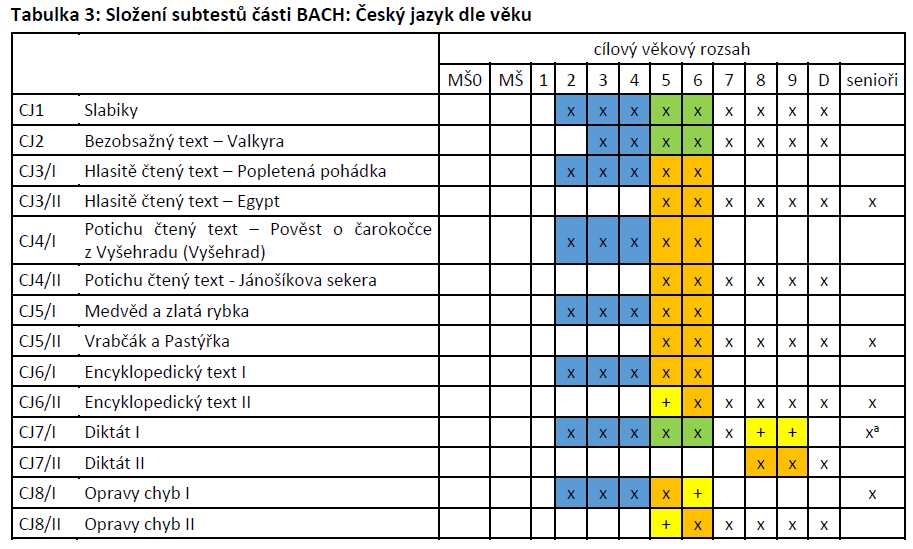 Tabulka 3: Složení subtestů části BACH: Český jazyk dle věku
cílový věkový rozsah
MŠ0 MŠ 1 2 3 4 5 6 7 8 9 D senioři
CJ1 Slabiky x x x x x x x x x
CJ2 Bezobsažný text – Valkyra x x x x x x x x
CJ3/I Hlasitě čtený text – Popletená pohádka x x x x x
CJ3/II Hlasitě čtený text – Egypt x x x x x x x
CJ4/I Potichu čtený text – Pověst o čarokočce
z Vyšehradu (Vyšehrad) x x x x x
CJ4/II Potichu čtený text - Jánošíkova sekera x x x x x x
CJ5/I Medvěd a zlatá rybka x x x x x
CJ5/II Vrabčák a Pastýřka x x x x x x x
CJ6/I Encyklopedický text I x x x x x
CJ6/II Encyklopedický text II + x x x x x x
CJ7/I Diktát I x x x x x x + + xª
CJ7/II Diktát II x x x
CJ8/I Opravy chyb I x x x x + x
CJ8/II Opravy chyb II + x x x x x